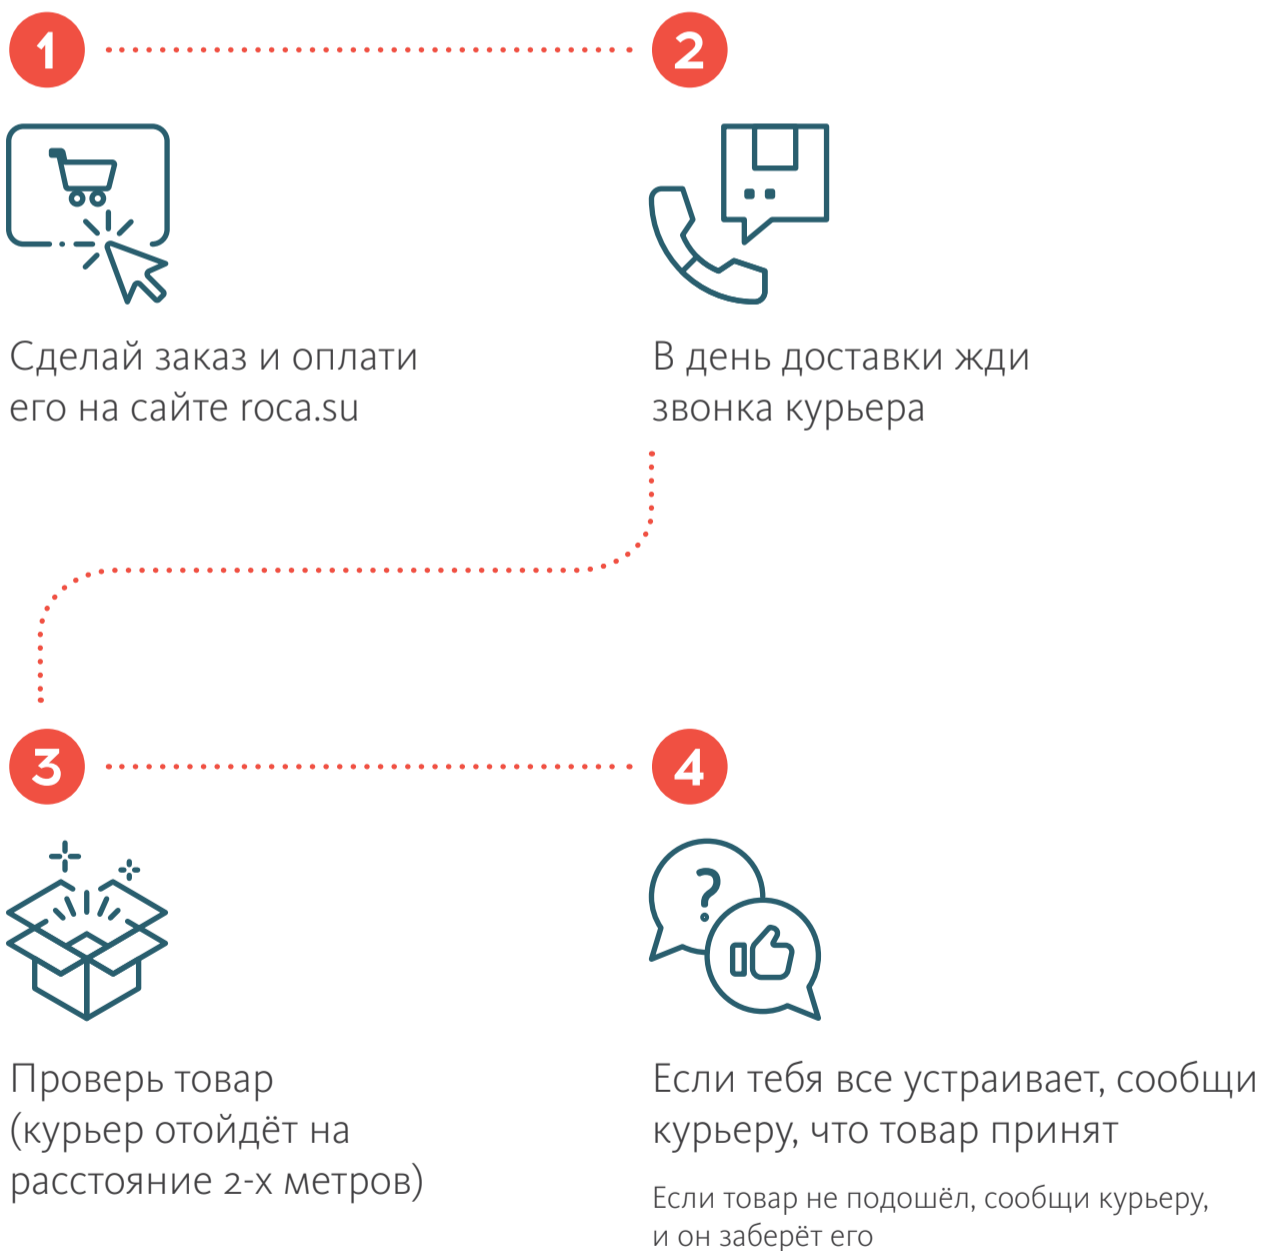 1
2
Сделай заказ и оплати
его на сайте roca.su
В день доставки жди
звонка курьера
3
4
?
Проверь товар
(курьер отойдёт на
расстояние 2-х метров)
Если тебя все устраивает, сообщи
курьеру, что товар принят
Если товар не подошёл, сообщи курьеру,
и он заберёт его